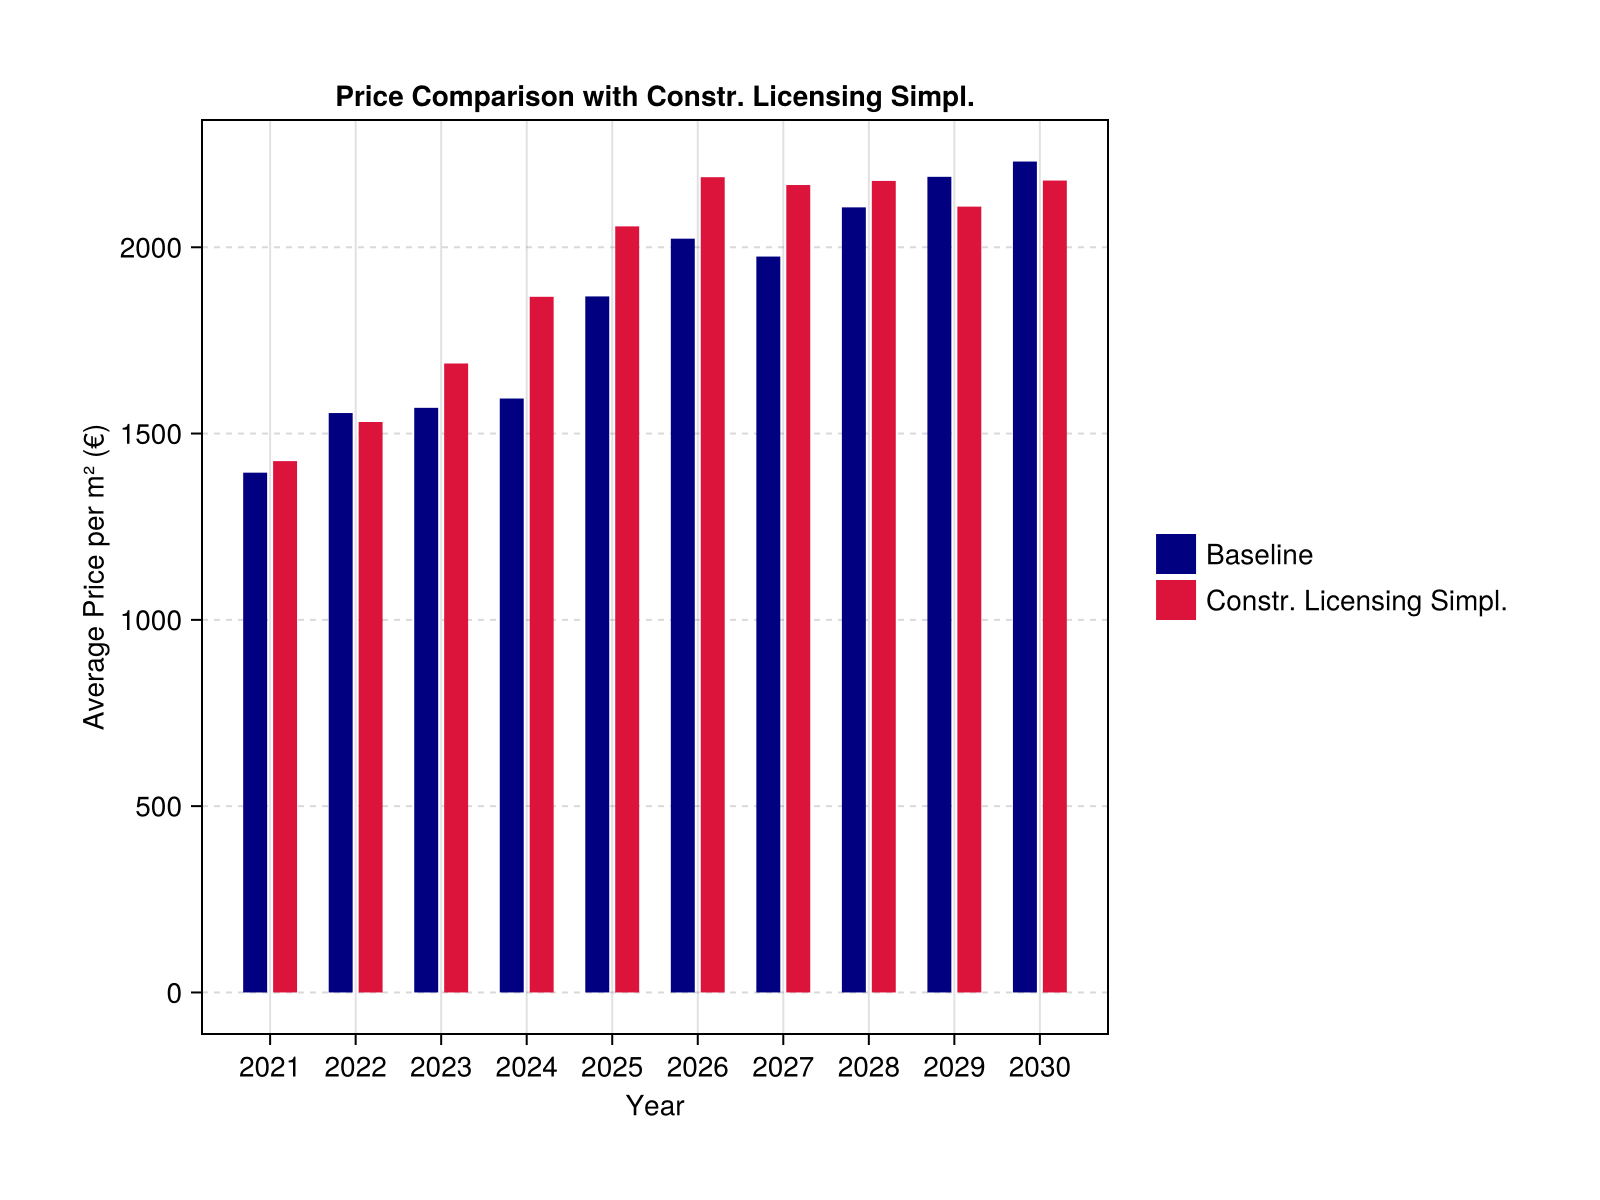 Price Comparison with Constr. Licensing Simpl.
Average Price per m² (€)
2000
1500
1000
500
0
2021 2022 2023 2024 2025 2026 2027 2028 2029 2030
Year
Baseline
Constr. Licensing Simpl.